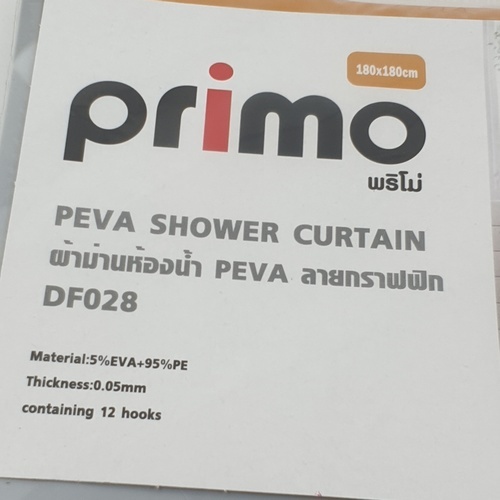 180x180cm
primo
พริโม่
PEVA SHOWER CURTAIN
ผ้าม่านห้องน้ำ PEVA ลายกราฟฟิก
DF028
Material:5%EVA+95%PE
Thickness:0.05mm
containing 12 hooks